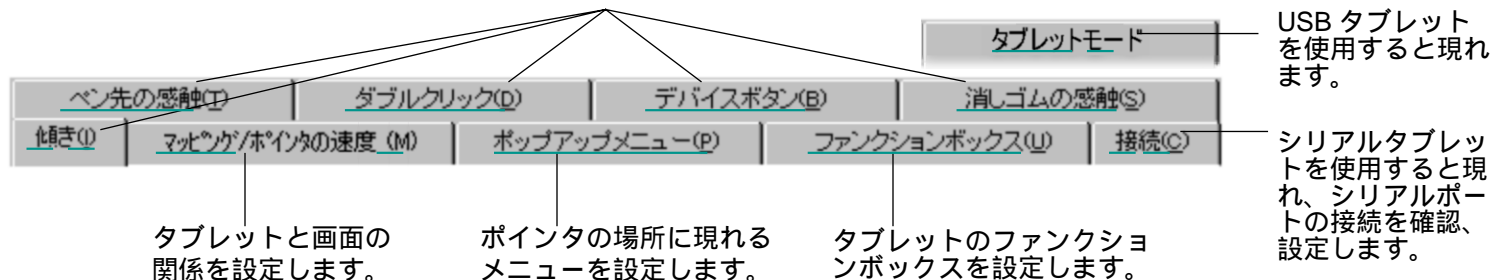 タブレットモード
USB タブレット
を使用すると現れ
ます。
ペン先の感触(T)
ダブルクリック(D)
デバイスボタン(B)
消しゴムの感触(S)
傾き(I)
マッピング/ポインタの速度 (M)
ポップアップメニュー(P)
ファンクションボックス(U)
接続(C)
シリアルタブレッ
トを使用すると現
れ、シリアルポー
トの接続を確認、
設定します。
タブレットと画面の
関係を設定します。
ポインタの場所に現れる
メニューを設定します。
タブレットのファンクショ
ンボックスを設定します。